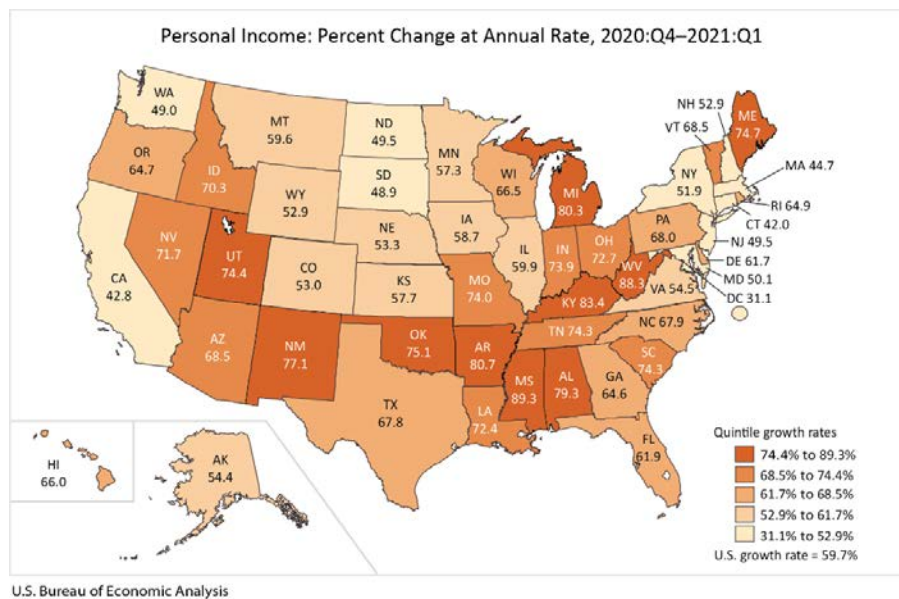 Personal Income: Percent Change at Annual Rate, 2020:Q4–2021:Q1
WA
49.0
MT
59.6
ND
49.5
MN
57.3
NH 52.9
VT 68.5
ME
74.7
OR
64.7
ID
70.3
WY
52.9
SD
48.9
WI
66.5
MI
80.3
NY
51.9
MA 44.7
RI 64.9
CT 42.0
NJ 49.5
DE 61.7
MD 50.1
DC 31.1
CA
42.8
NV
71.7
UT
74.4
CO
53.0
NE
53.3
KS
57.7
IA
58.7
MO
74.0
IL
59.9
IN
73.9
OH
72.7
PA
68.0
WV
88.3
VA 54.5
KY 83.4
NC 67.9
TN 74.3
SC
74.3
AZ
68.5
NM
77.1
OK
75.1
AR
80.7
MS
89.3
AL
79.3
GA
64.6
TX
67.8
LA
72.4
FL
61.9
HI
66.0
AK
54.4
Quintile growth rates
74.4% to 89.3%
68.5% to 74.4%
61.7% to 68.5%
52.9% to 61.7%
31.1% to 52.9%
U.S. growth rate = 59.7%
U.S. Bureau of Economic Analysis